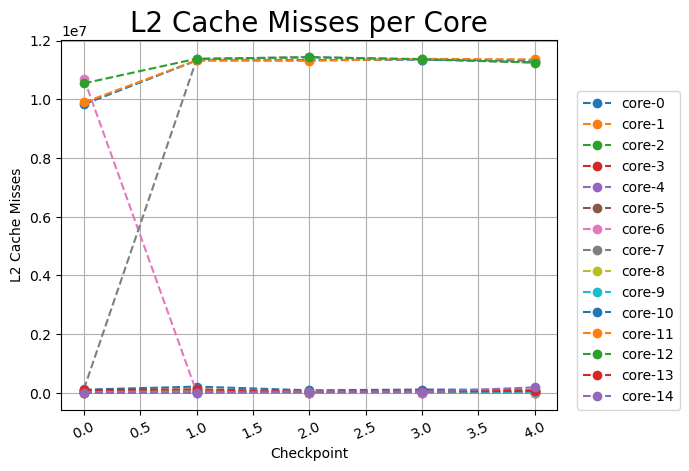 L2 Cache Misses per Core
1e7
1.2
1.0
0.8
0.6
0.4
0.2
0.0
L2 Cache Misses
0.0 0.5 1.0 1.5 2.0 2.5 3.0 3.5 4.0
Checkpoint
core-0
core-1
core-2
core-3
core-4
core-5
core-6
core-7
core-8
core-9
core-10
core-11
core-12
core-13
core-14